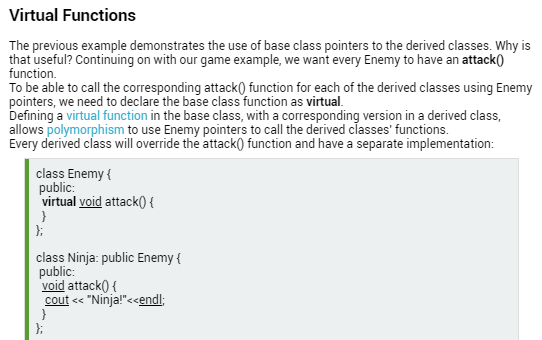 Virtual Functions
The previous example demonstrates the use of base class pointers to the derived classes. Why is
that useful? Continuing on with our game example, we want every Enemy to have an attack()
function.
To be able to call the corresponding attack() function for each of the derived classes using Enemy
pointers, we need to declare the base class function as virtual.
Defining a virtual function in the base class, with a corresponding version in a derived class,
allows polymorphism to use Enemy pointers to call the derived classes' functions.
Every derived class will override the attack() function and have a separate implementation:
class Enemy {
public:
virtual void attack() {
}
};
class Ninja: public Enemy {
public:
void attack() {
cout << "Ninja!"<<endl;
}
};